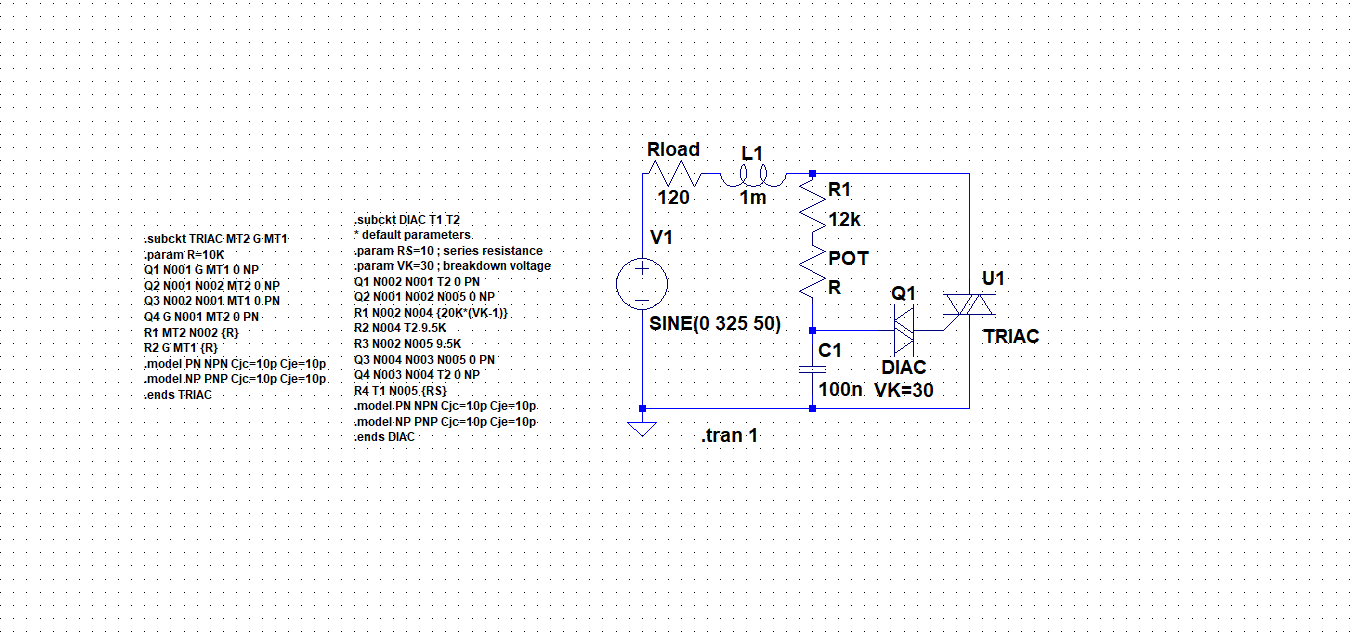 .subckt TRIAC MT2 G MT1
.param R=10K
Q1 N001 G MT1 0 NP
Q2 N001 N002 MT2 0 NP
Q3 N002 N001 MT1 0 PN
Q4 G N001 MT2 0 PN
R1 MT2 N002 {R}
R2 G MT1 {R}
.model PN NPN Cjc=10p Cje=10p
.model NP PNP Cjc=10p Cje=10p
.ends TRIAC
.subckt DIAC T1 T2
* default parameters
.param RS=10 ; series resistance
.param VK=30 ; breakdown voltage
Q1 N002 N001 T2 0 PN
Q2 N001 N002 N005 0 NP
R1 N002 N004 {20K*(VK-1)}
R2 N004 T2 9.5K
R3 N002 N005 9.5K
Q3 N004 N003 N005 0 PN
Q4 N003 N004 T2 0 NP
R4 T1 N005 {RS}
.model PN NPN Cjc=10p Cje=10p
.model NP PNP Cjc=10p Cje=10p
.ends DIAC
Rload
120
L1
1m
V1
SINE(0 325 50)
R1
12k
POT
R
C1
100n
Q1
DIAC
VK=30
U1
TRIAC
.tran 1